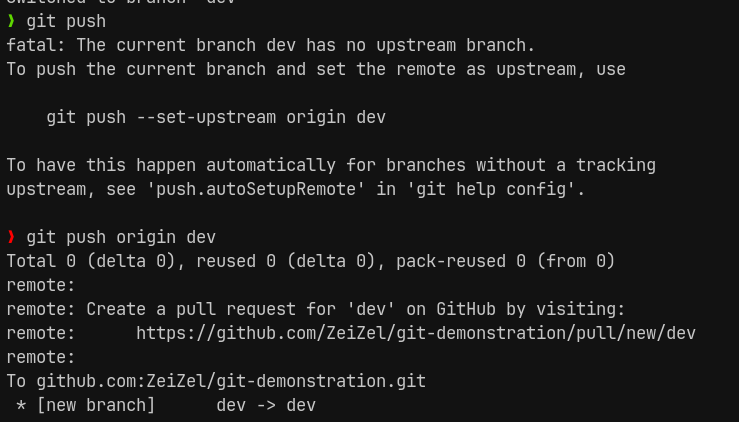 Switched to branch 'dev'
❯ git push
fatal: The current branch dev has no upstream branch.
To push the current branch and set the remote as upstream, use
git push --set-upstream origin dev
To have this happen automatically for branches without a tracking
upstream, see 'push.autoSetupRemote' in 'git help config'.
❯ git push origin dev
Total 0 (delta 0), reused 0 (delta 0), pack-reused 0 (from 0)
remote:
remote: Create a pull request for 'dev' on GitHub by visiting:
remote:      https://github.com/ZeiZel/git-demonstration/pull/new/dev
remote:
To github.com:ZeiZel/git-demonstration.git
 * [new branch]      dev -> dev